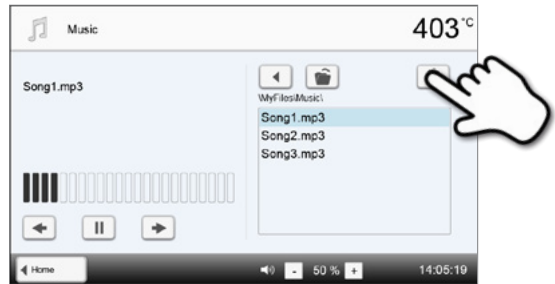 Music
403°C
Song1.mp3
\MyFiles\Music\
Song1.mp3
Song2.mp3
Song3.mp3
Home
- 50 % +
14:05:19